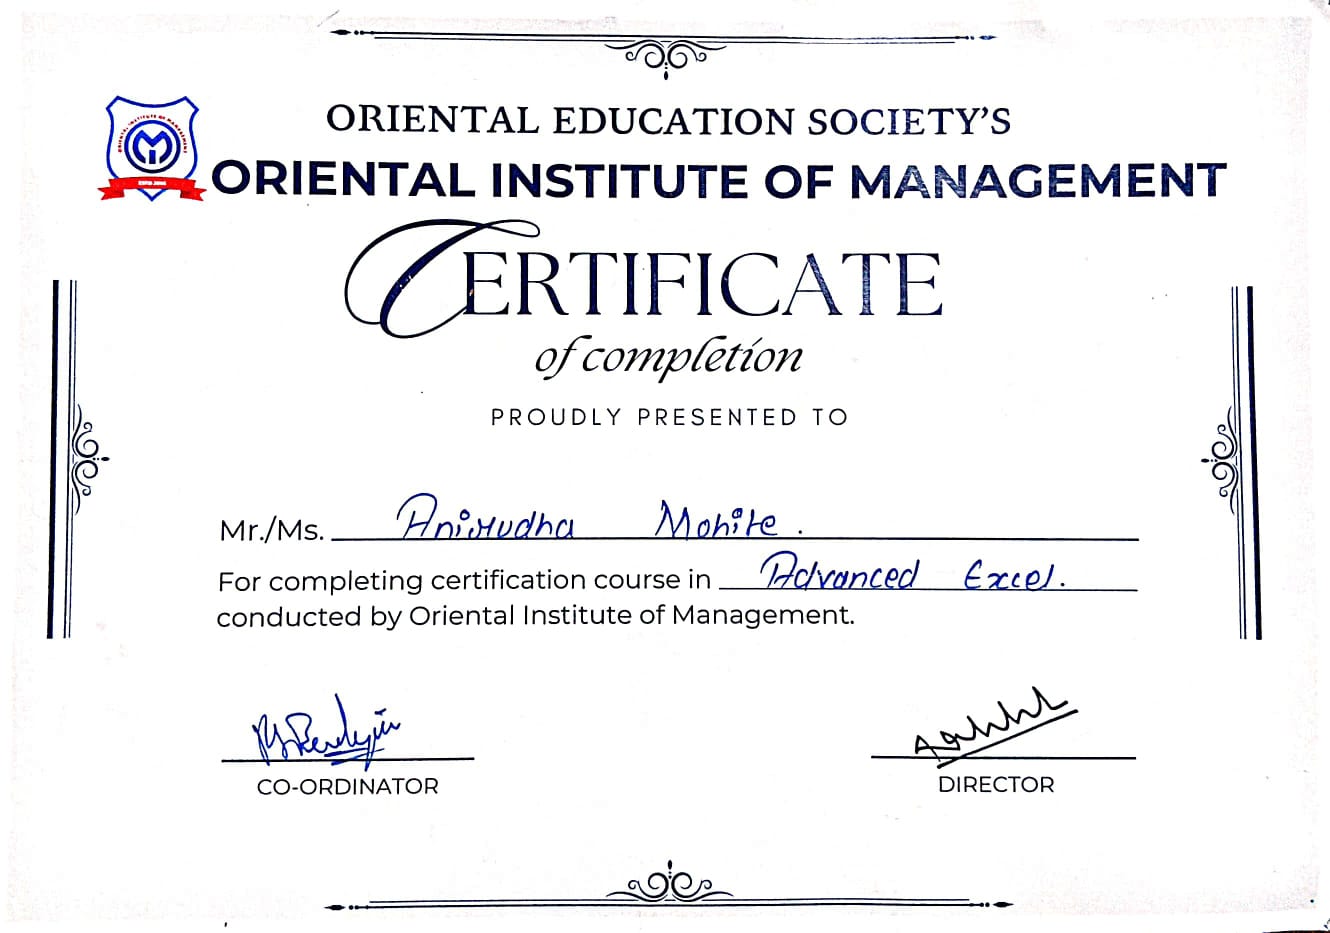 ORIENTAL EDUCATION SOCIETY'S
ORIENTAL INSTITUTE OF MANAGEMENT
CERTIFICATE
of completion
PROUDLY PRESENTED TO
Mr./Ms. Anirudha Mohite.
For completing certification course in Advanced Excel.
conducted by Oriental Institute of Management.
CO-ORDINATOR
DIRECTOR